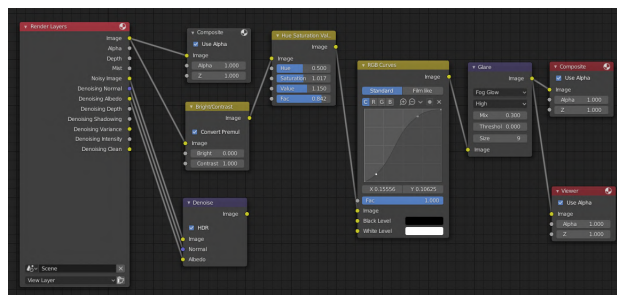 Render Layers
Image
Alpha
Depth
Mist
Noisy Image
Denoising Normal
Denoising Albedo
Denoising Depth
Denoising Shadowing
Denoising Variance
Denoising Intensity
Denoising Clean
Scene
View Layer
Composite
Use Alpha
Image
Alpha 1.000
Z 1.000
Bright/Contrast
Image
Convert Premul
Image
Bright 0.000
Contrast 1.000
Denoise
Image
HDR
Image
Normal
Albedo
Hue Saturation Val..
Image
Image
Hue 0.500
Saturation 1.017
Value 1.150
Fac 0.842
RGB Curves
Image
Standard Film like
C R G B
X 0.15556 Y 0.10625
Fac 1.000
Image
Black Level
White Level
Glare
Image
Fog Glow
High
Mix 0.300
Threshol 0.000
Size 9
Image
Composite
Use Alpha
Image
Alpha 1.000
Z 1.000
Viewer
Use Alpha
Image
Alpha 1.000
Z 1.000